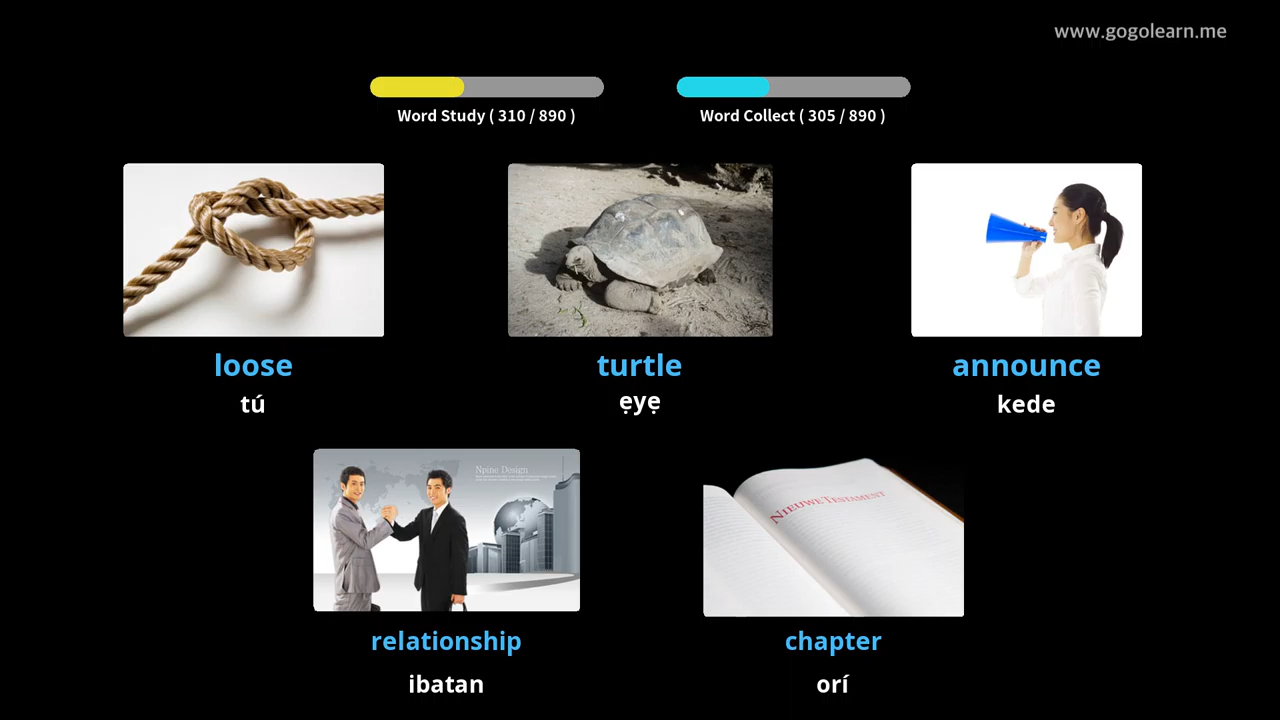 www.gogolearn.me
Word Study ( 310 / 890 )
Word Collect ( 305 / 890 )
loose
tú
turtle
ẹyẹ
announce
kede
Npine Design
relationship
ibatan
NIEUWE TESTAMENT
chapter
orí